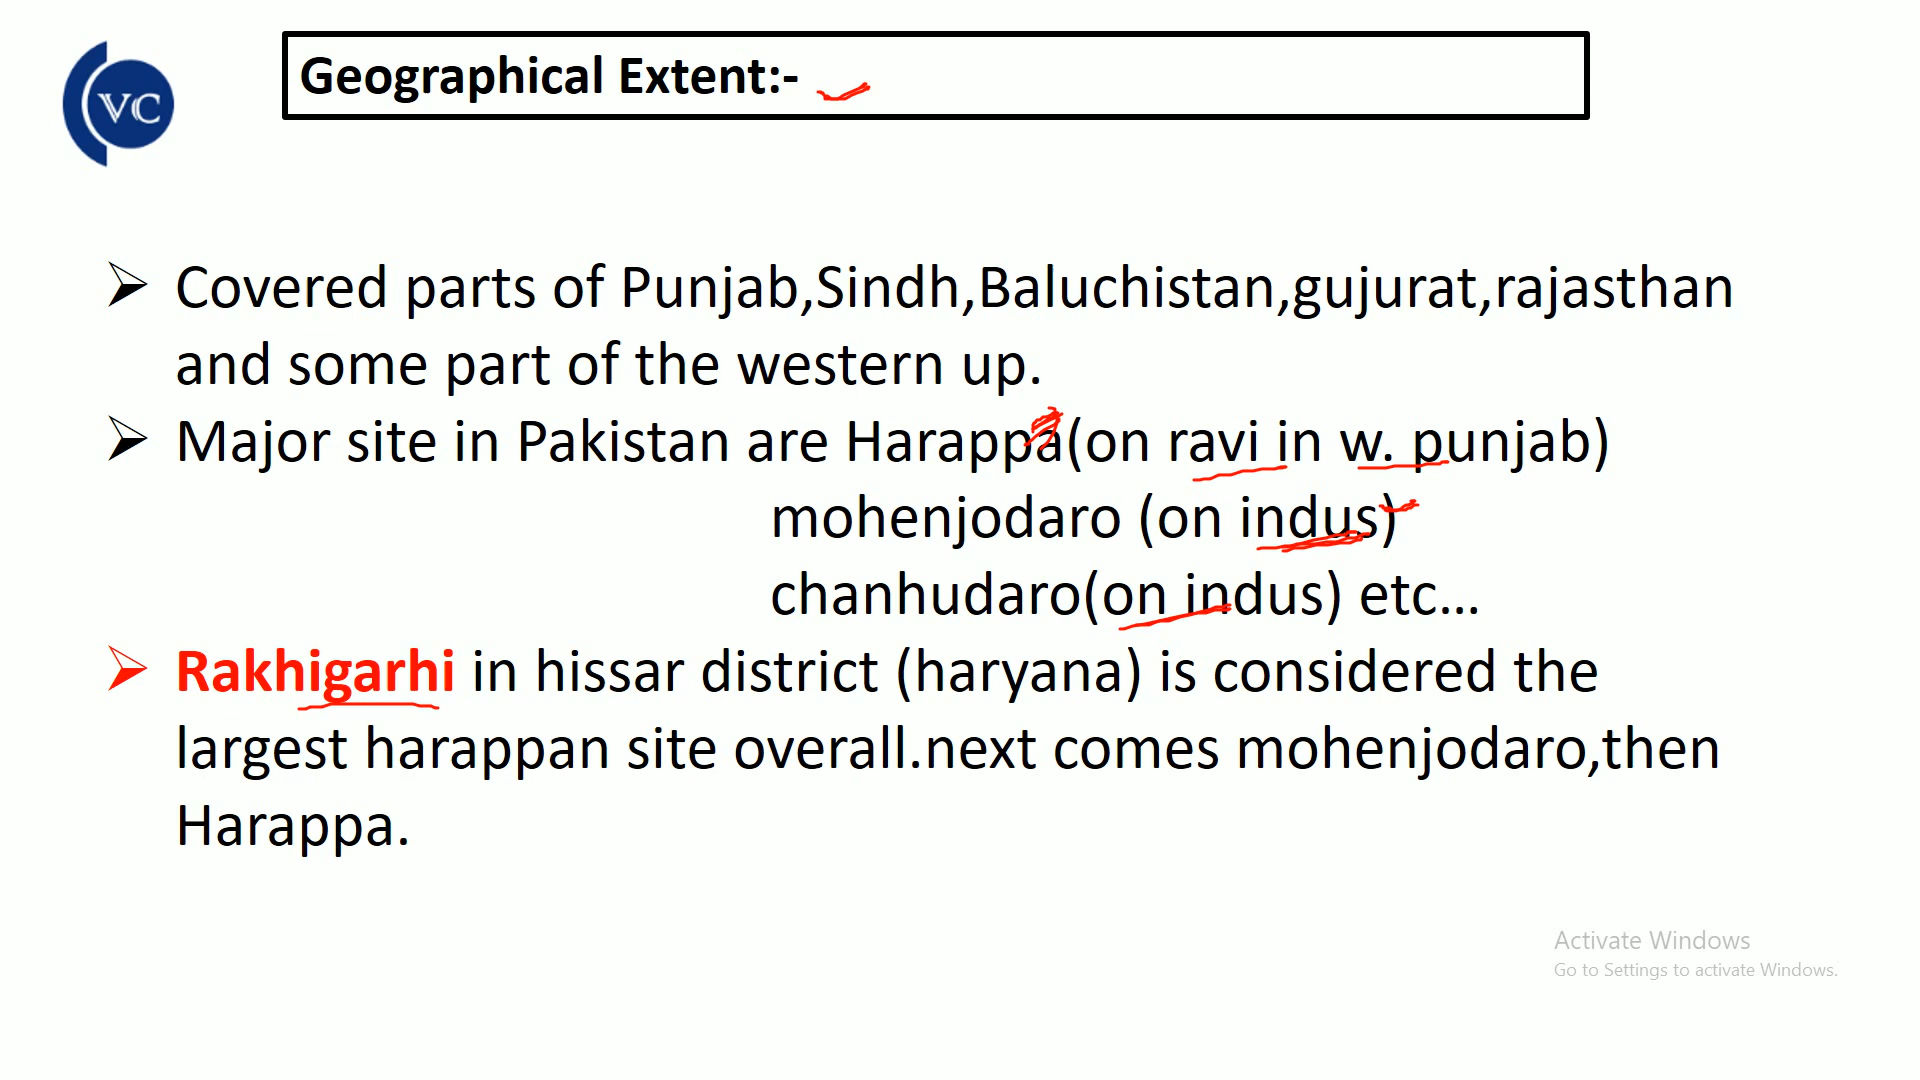 VC
Geographical Extent:-
Covered parts of Punjab,Sindh,Baluchistan,gujurat,rajasthan
and some part of the western up.
Major site in Pakistan are Harappa(on ravi in w. punjab)
mohenjodaro (on indus)
chanhudaro(on indus) etc...
Rakhigarhi in hissar district (haryana) is considered the
largest harappan site overall.next comes mohenjodaro,then
Harappa.
Activate Windows
Go to Settings to activate Windows.